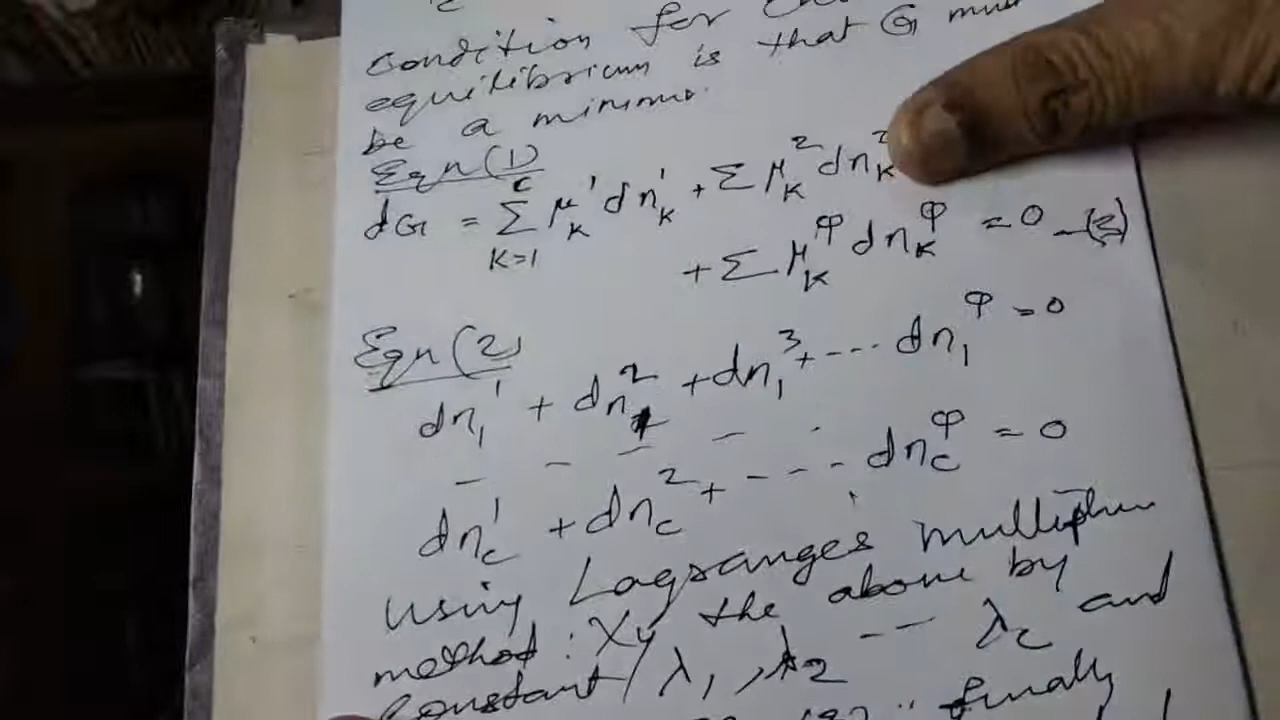 condition for
equilibrium is that G
be a minimu.
Eqn (1)
dG = Σ_{K=1}^{c} μ_K^1 dn_K^1 + Σ μ_K^2 dn_K^2
+ Σ μ_K^φ dn_K^φ = 0 —(2)
Eqn (2)
dn_1^1 + dn_1^2 + dn_1^3 + --- dn_1^φ = 0
— — — — -
dn_c^1 + dn_c^2 + --- dn_c^φ = 0
using Lagranges multiplier
method: Xy the above by
constant λ_1, λ_2 -- λ_c and
finally